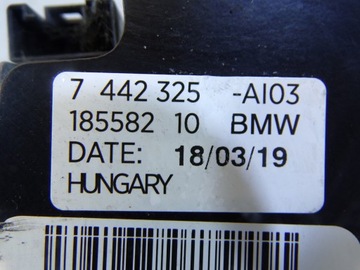 7 442 325 -AI03
185582 10 BMW
DATE: 18/03/19
HUNGARY